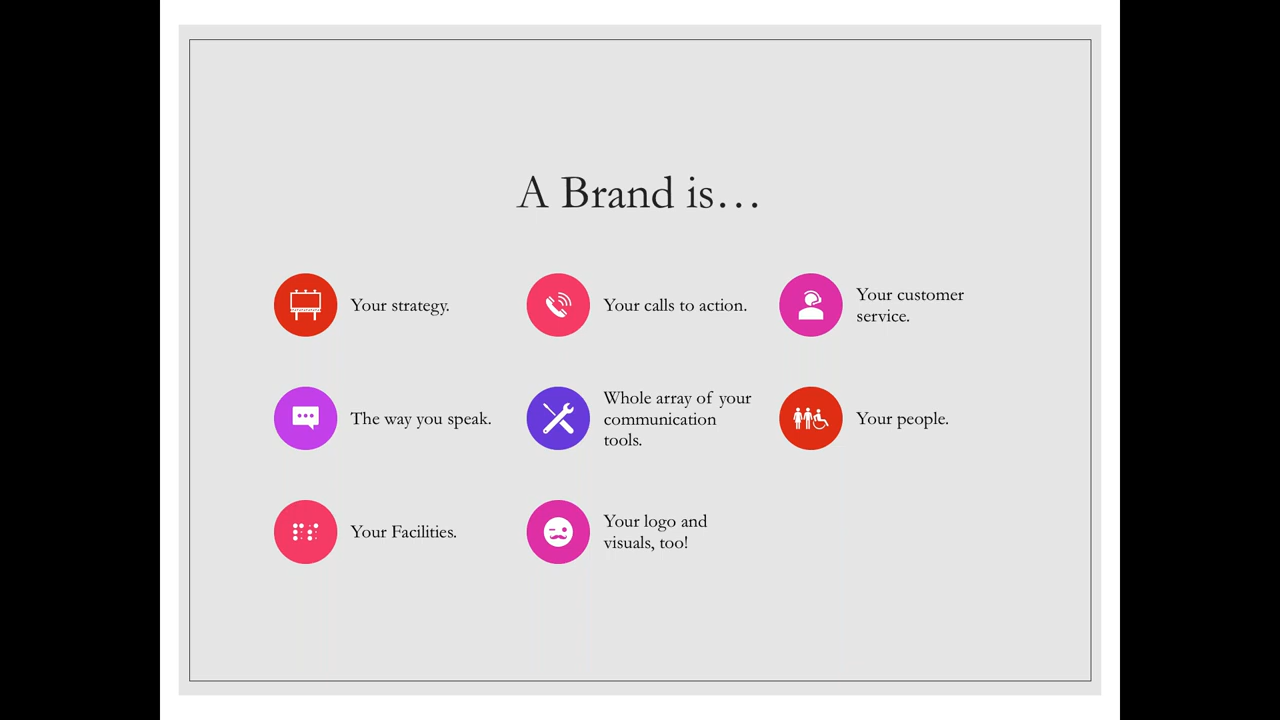 A Brand is…
Your strategy.
Your calls to action.
Your customer
service.
The way you speak.
Whole array of your
communication
tools.
Your people.
Your Facilities.
Your logo and
visuals, too!